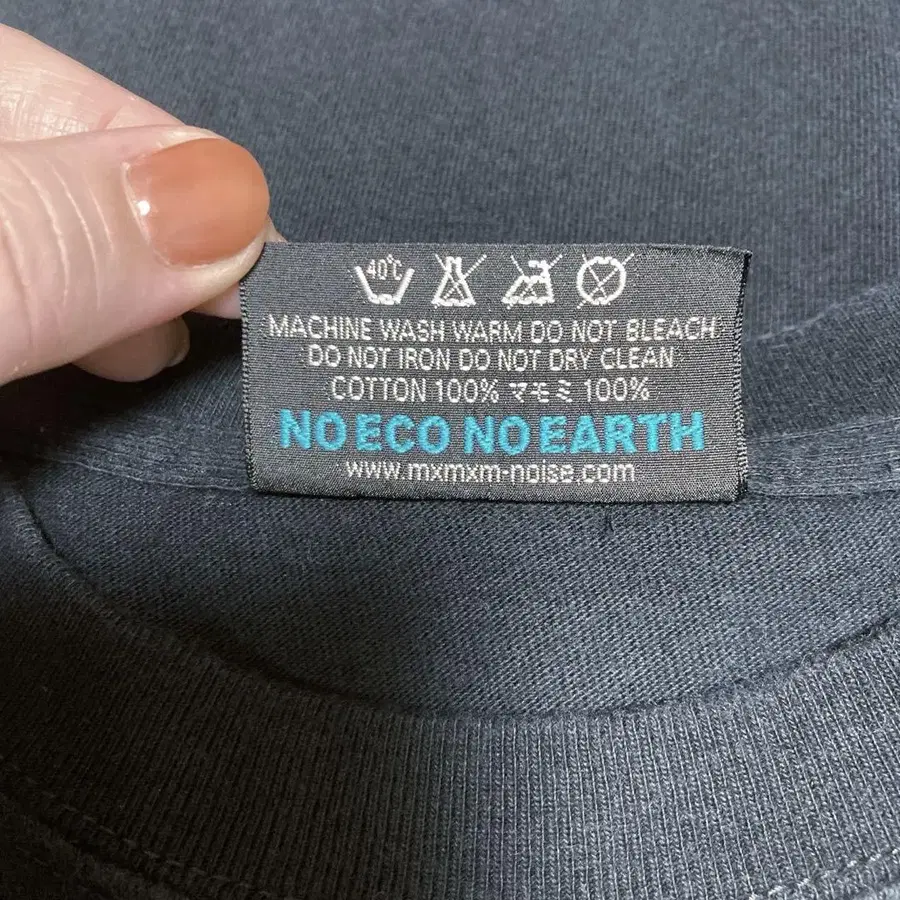 40℃
MACHINE WASH WARM DO NOT BLEACH
DO NOT IRON DO NOT DRY CLEAN
COTTON 100% マモミ 100%
NO ECO NO EARTH
www.mxmxm-noise.com